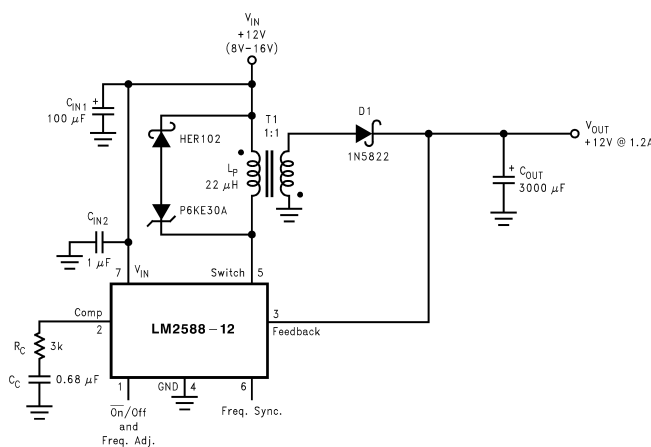 V_IN
+12V
(8V-16V)
C_IN1 +
100 μF
HER102
T1
1:1
L_P
22 μH
D1
1N5822
V_OUT
+12V @ 1.2A
+
C_OUT
3000 μF
P6KE30A
C_IN2
1 μF
7 V_IN
Switch 5
Comp
2
LM2588-12
3
Feedback
R_C 3k
C_C 0.68 μF
1 GND 4 6
On/Off
and
Freq. Adj.
Freq. Sync.